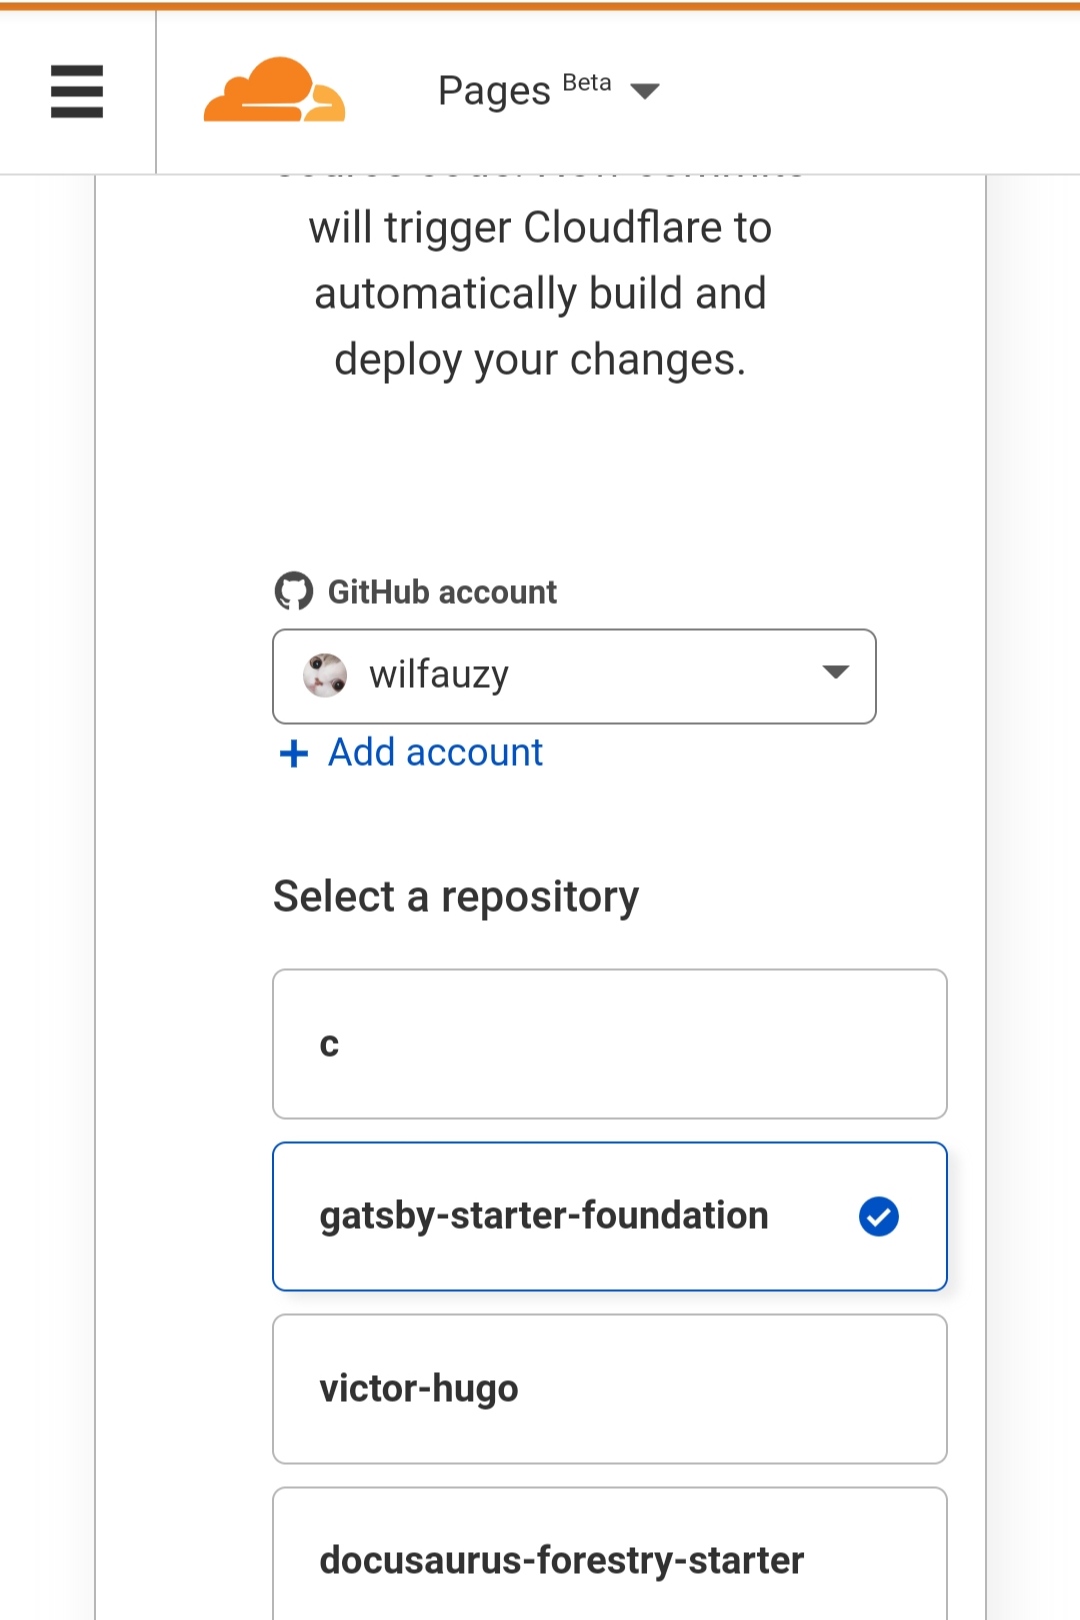 Pages Beta
will trigger Cloudflare to
automatically build and
deploy your changes.
GitHub account
wilfauzy
+ Add account
Select a repository
c
gatsby-starter-foundation
victor-hugo
docusaurus-forestry-starter